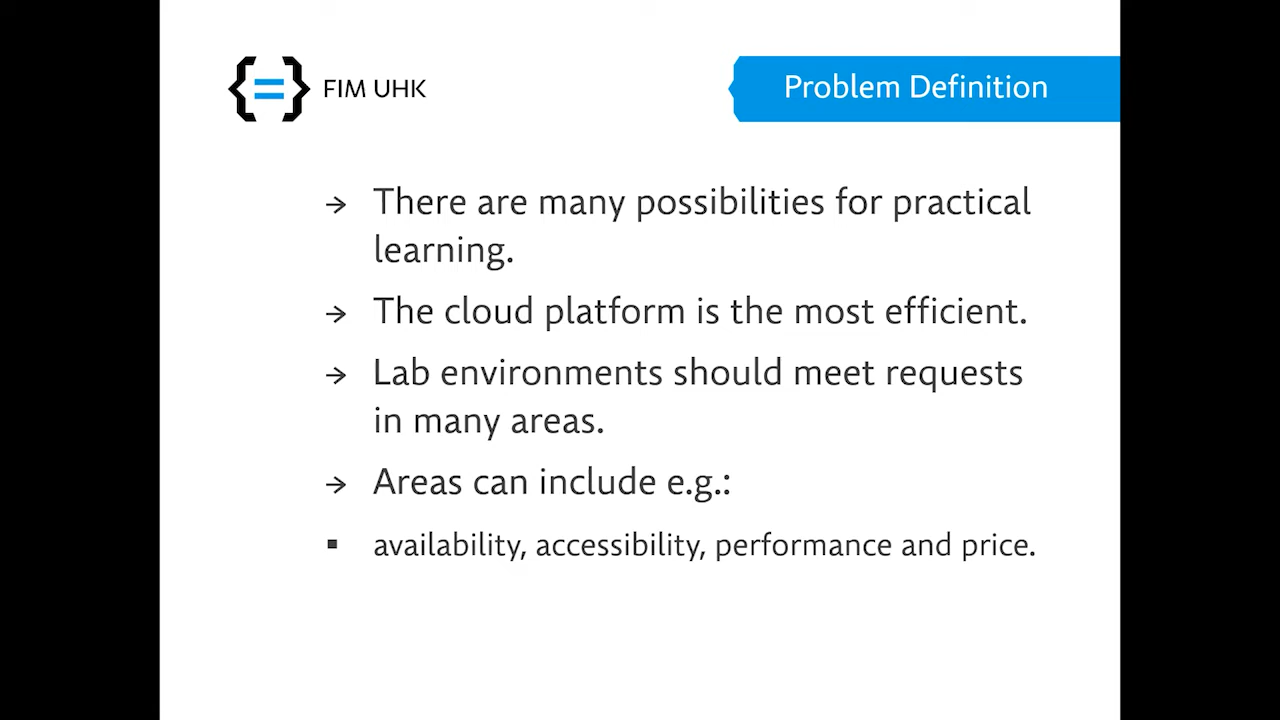 {=} FIM UHK
Problem Definition
→ There are many possibilities for practical
learning.
→ The cloud platform is the most efficient.
→ Lab environments should meet requests
in many areas.
→ Areas can include e.g.:
▪ availability, accessibility, performance and price.